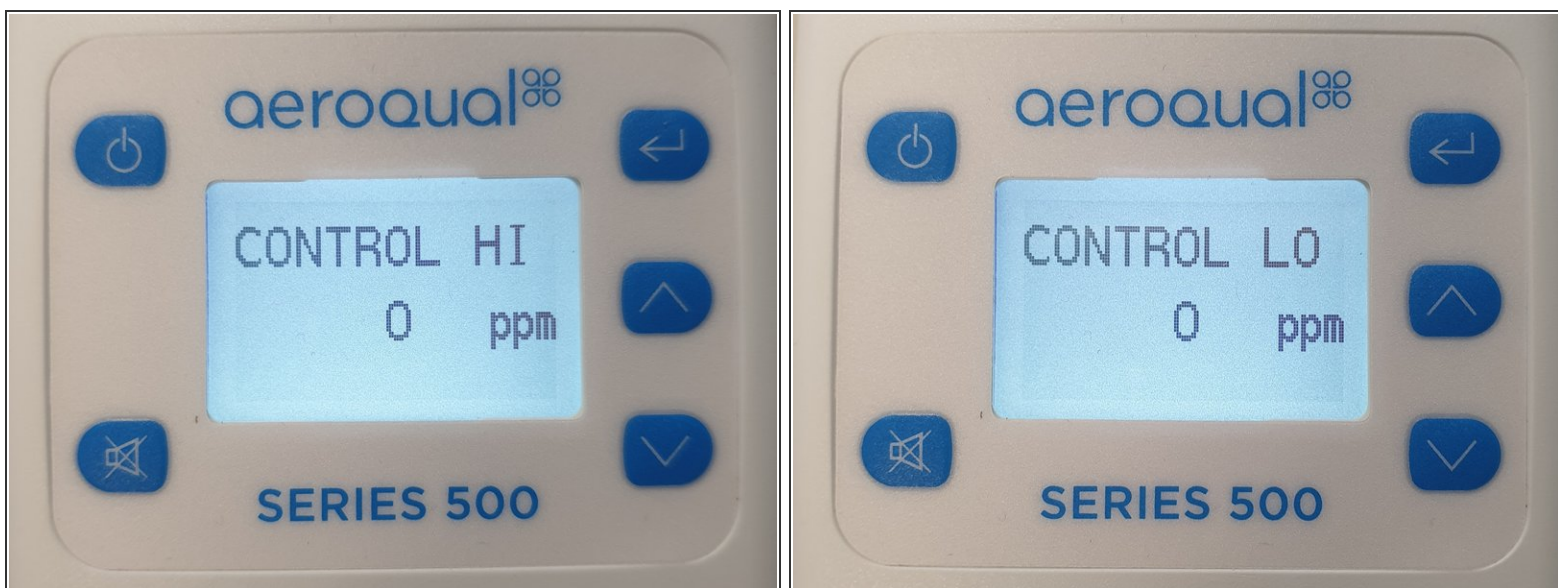 aeroqual
CONTROL HI
0 ppm
SERIES 500
aeroqual
CONTROL LO
0 ppm
SERIES 500